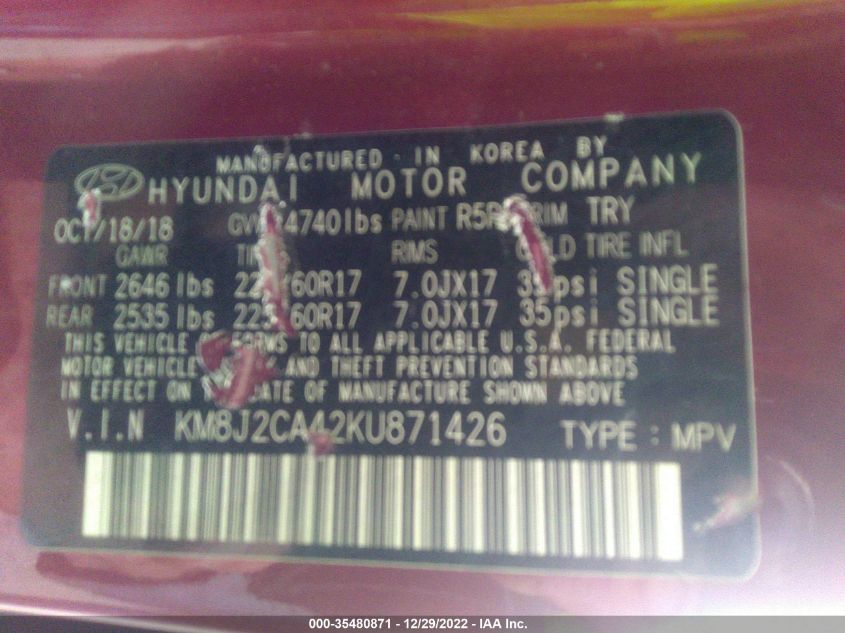 MANUFACTURED IN KOREA BY
HYUNDAI MOTOR COMPANY
OCT/18/18 4740lbs PAINT TRY
GAWR RIMS TIRE INFL
FRONT 2646 lbs 60R17 7.0JX17 35psi SINGLE
REAR 2535 lbs 60R17 7.0JX17 35psi SINGLE
THIS VEHICLE TO ALL APPLICABLE U.S.A. FEDERAL
MOTOR VEHICLE AND THEFT PREVENTION STANDARDS
IN EFFECT ON DATE OF MANUFACTURE SHOWN ABOVE
V.I.N KM8J2CA42KU871426 TYPE : MPV
000-35480871 - 12/29/2022 - IAA Inc.